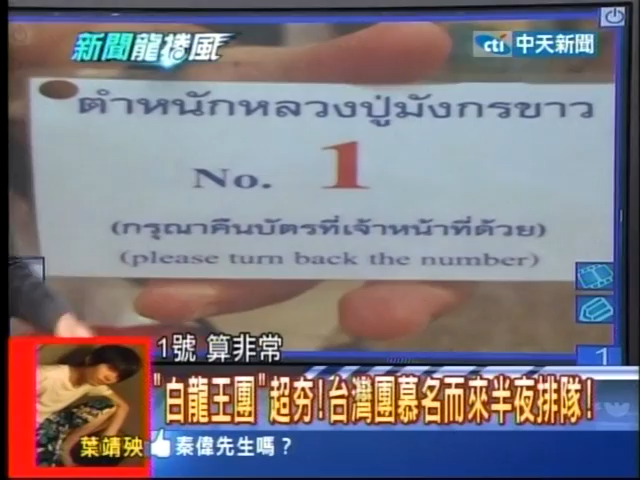 新聞龍捲風
cti 中天新聞
ตำหนักหลวงปู่มังกรขาว
No. 1
(กรุณาคืนบัตรที่เจ้าหน้าที่ด้วย)
(please turn back the number)
1
1號 算非常
"白龍王團"超夯!台灣團慕名而來半夜排隊!
葉靖殃
秦偉先生嗎?